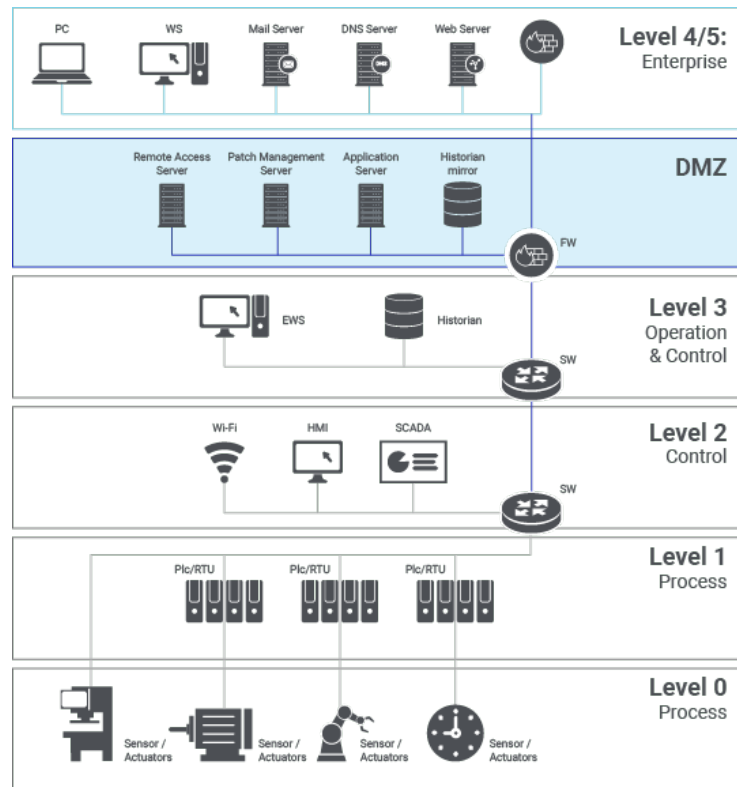 PC
WS
Mail Server
DNS Server
Web Server
Level 4/5:
Enterprise
Remote Access
Server
Patch Management
Server
Application
Server
Historian
mirror
DMZ
FW
EWS
Historian
Level 3
Operation
& Control
SW
Wi-Fi
HMI
SCADA
Level 2
Control
SW
Plc/RTU
Plc/RTU
Plc/RTU
Level 1
Process
Level 0
Process
Sensor /
Actuators
Sensor /
Actuators
Sensor /
Actuators
Sensor /
Actuators